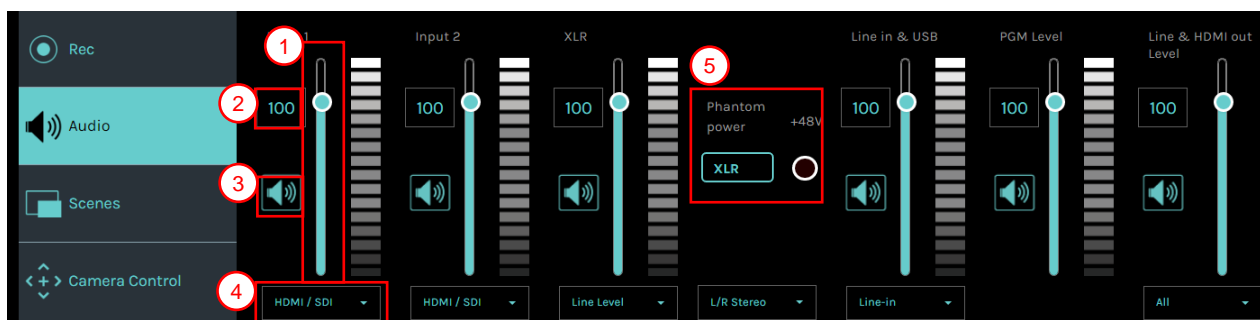 Rec
Audio
Scenes
Camera Control
1
2
3
4
5
1
Input 2
XLR
Line in & USB
PGM Level
Line & HDMI out
Level
100
100
100
Phantom
power
+48V
XLR
100
100
100
HDMI / SDI
HDMI / SDI
Line Level
L/R Stereo
Line-in
All